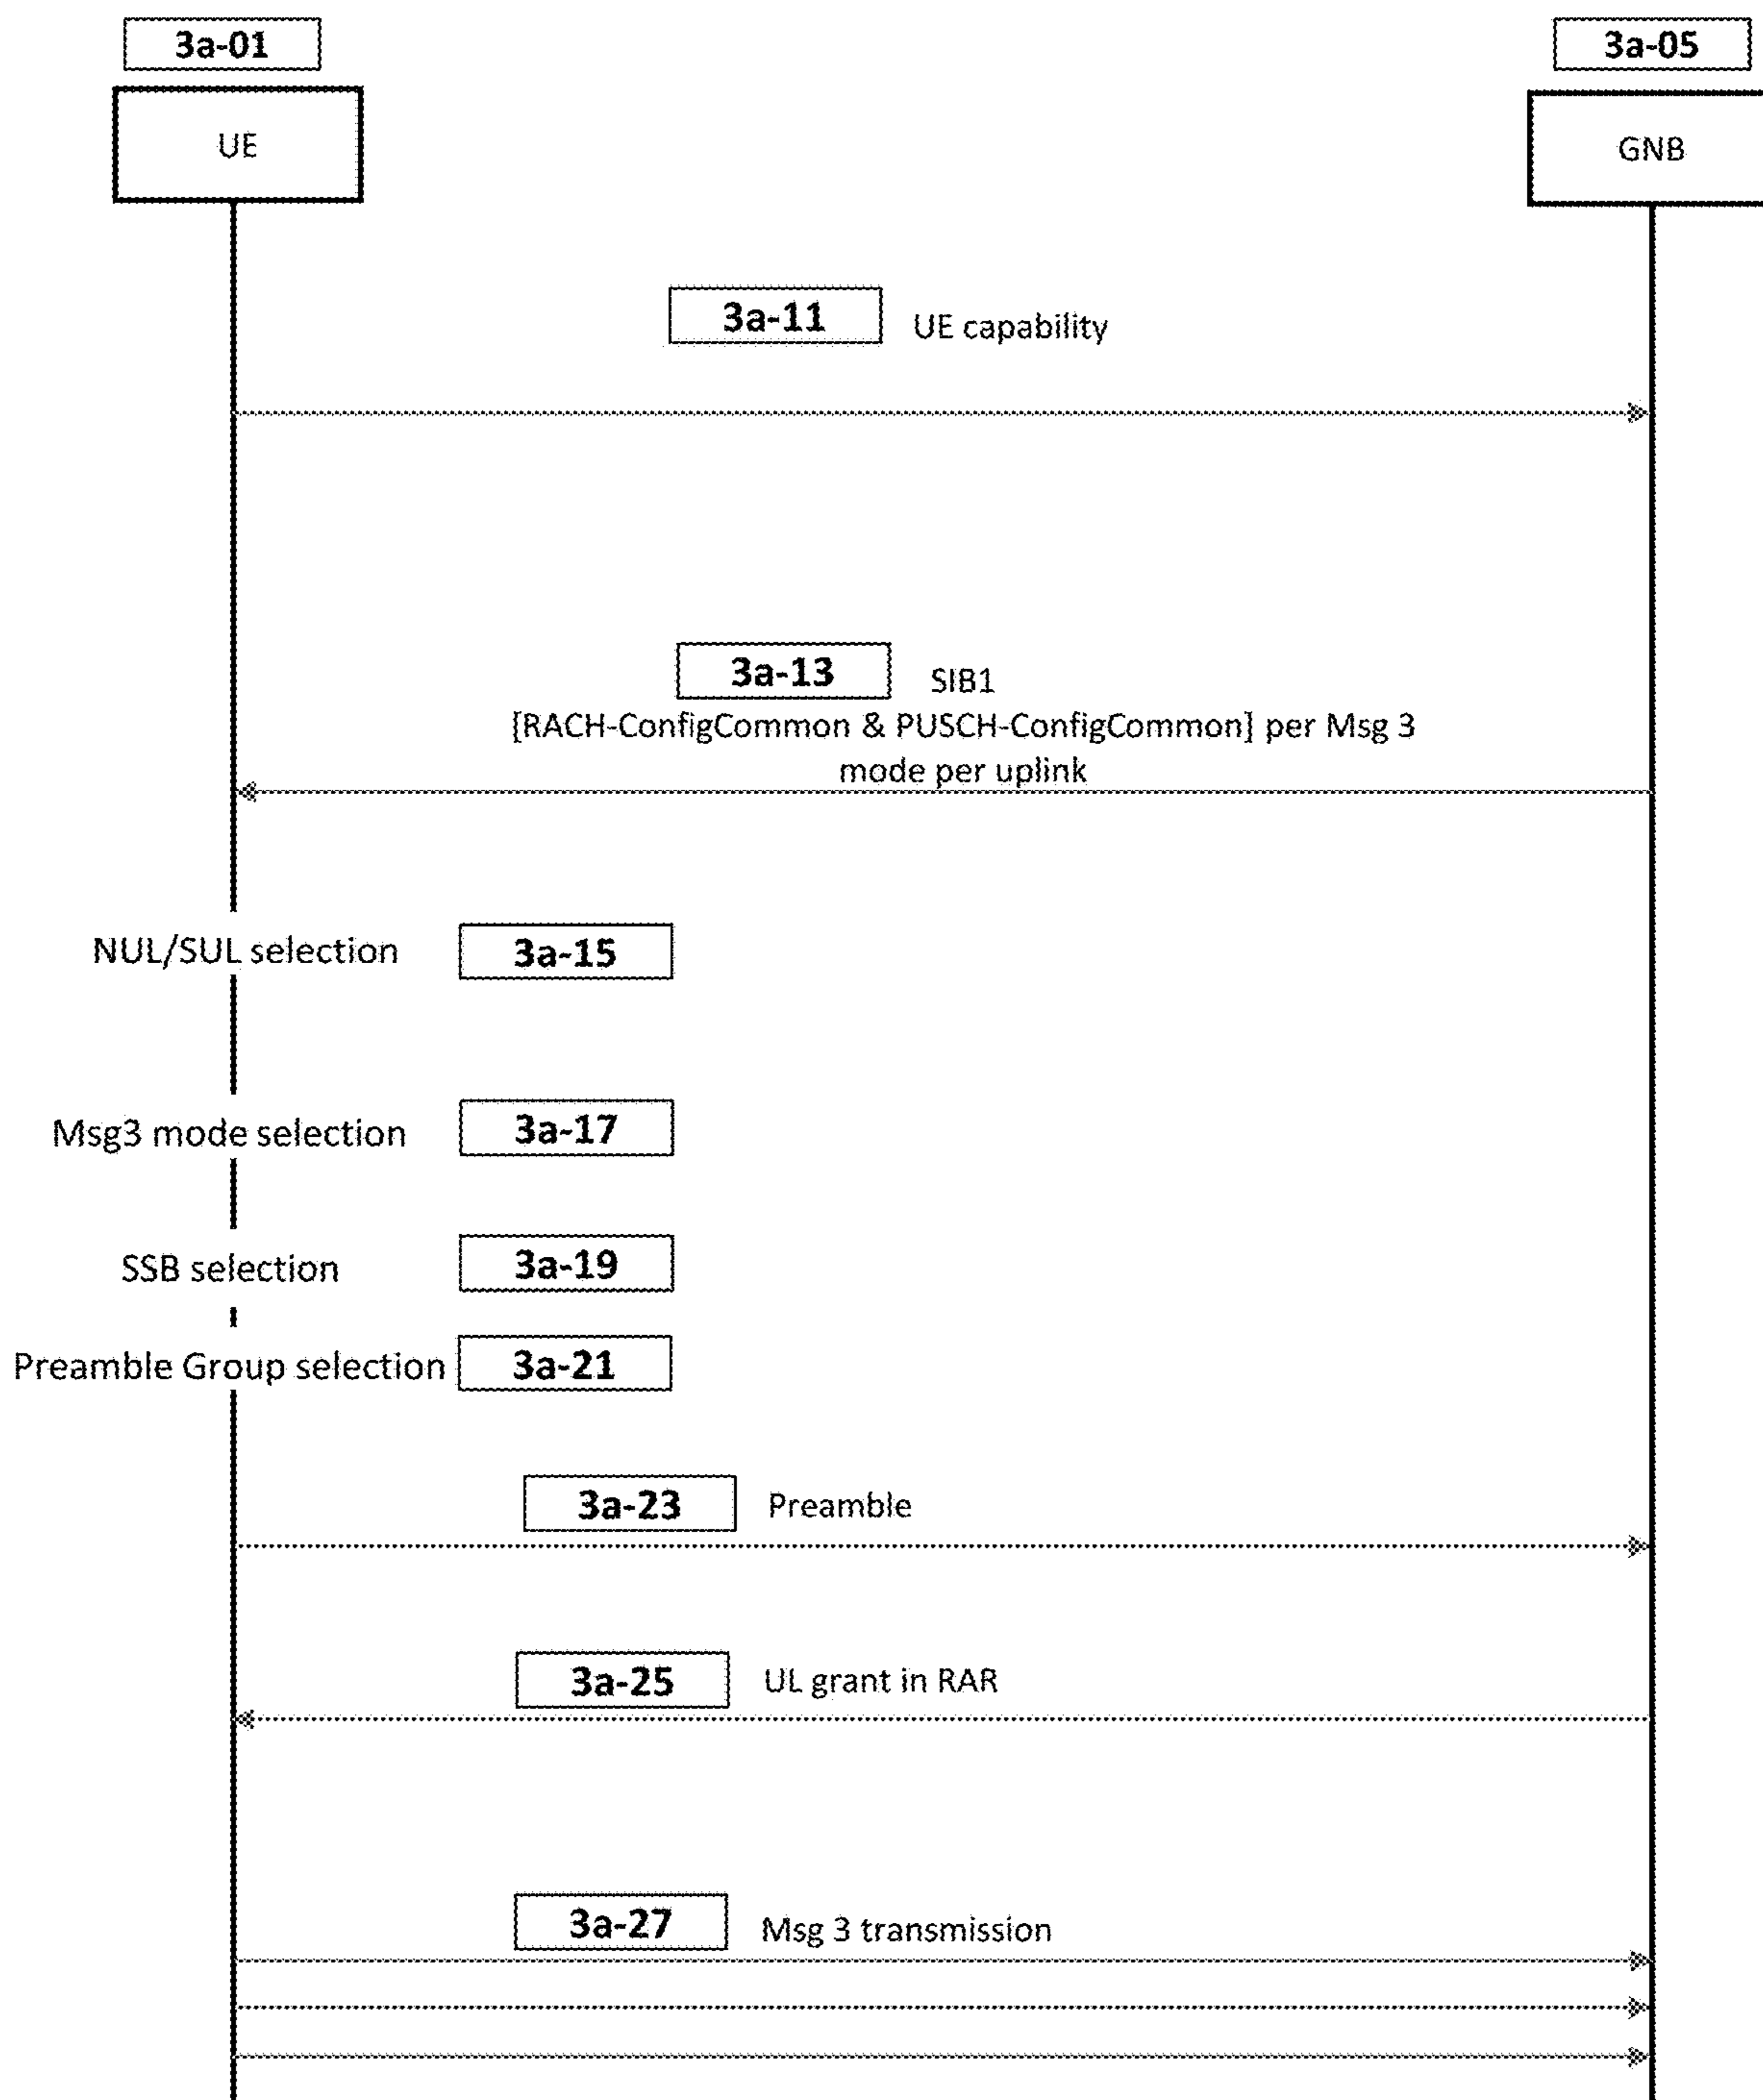 3a-01
3a-05
UE
GNB
3a-11 UE capability
3a-13 SIB1
[RACH-ConfigCommon & PUSCH-ConfigCommon] per Msg 3
mode per uplink
NUL/SUL selection 3a-15
Msg3 mode selection 3a-17
SSB selection 3a-19
Preamble Group selection 3a-21
3a-23 Preamble
3a-25 UL grant in RAR
3a-27 Msg 3 transmission